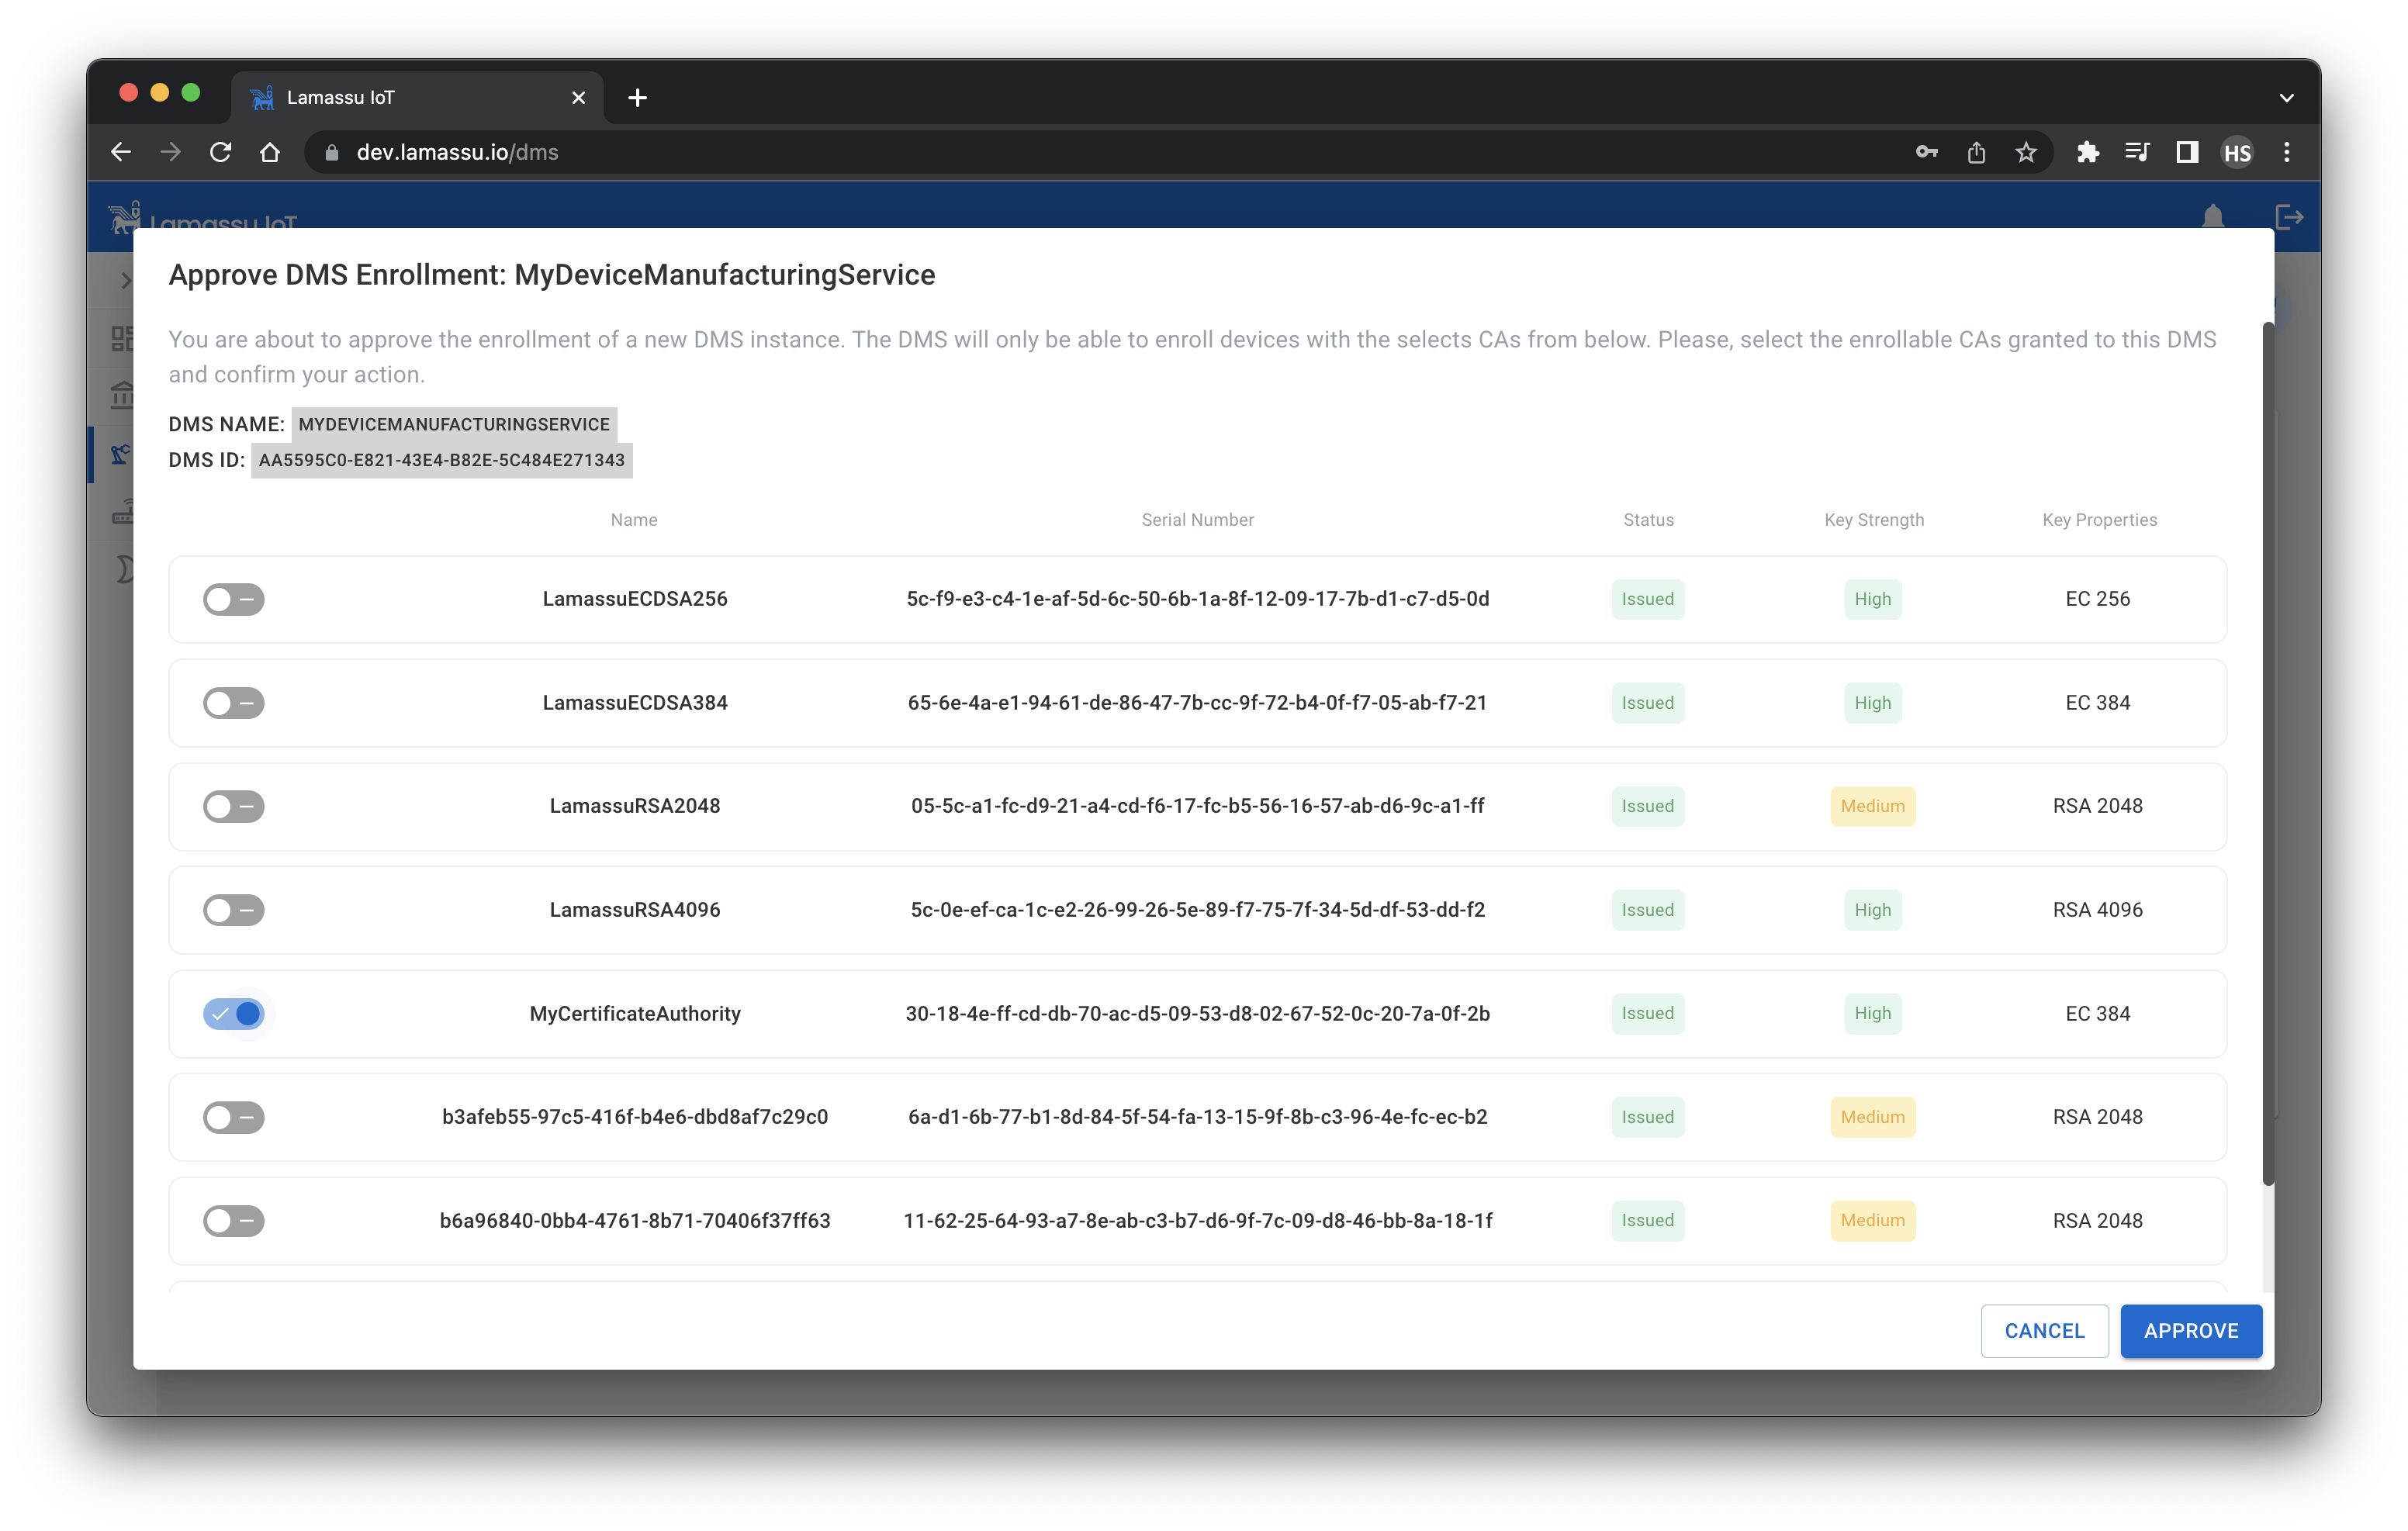 Lamassu IoT
dev.lamassu.io/dms
HS
Lamassu IoT
Approve DMS Enrollment: MyDeviceManufacturingService
You are about to approve the enrollment of a new DMS instance. The DMS will only be able to enroll devices with the selects CAs from below. Please, select the enrollable CAs granted to this DMS
and confirm your action.
DMS NAME: MYDEVICEMANUFACTURINGSERVICE
DMS ID: AA5595C0-E821-43E4-B82E-5C484E271343
Name Serial Number Status Key Strength Key Properties
LamassuECDSA256 5c-f9-e3-c4-1e-af-5d-6c-50-6b-1a-8f-12-09-17-7b-d1-c7-d5-0d Issued High EC 256
LamassuECDSA384 65-6e-4a-e1-94-61-de-86-47-7b-cc-9f-72-b4-0f-f7-05-ab-f7-21 Issued High EC 384
LamassuRSA2048 05-5c-a1-fc-d9-21-a4-cd-f6-17-fc-b5-56-16-57-ab-d6-9c-a1-ff Issued Medium RSA 2048
LamassuRSA4096 5c-0e-ef-ca-1c-e2-26-99-26-5e-89-f7-75-7f-34-5d-df-53-dd-f2 Issued High RSA 4096
MyCertificateAuthority 30-18-4e-ff-cd-db-70-ac-d5-09-53-d8-02-67-52-0c-20-7a-0f-2b Issued High EC 384
b3afeb55-97c5-416f-b4e6-dbd8af7c29c0 6a-d1-6b-77-b1-8d-84-5f-54-fa-13-15-9f-8b-c3-96-4e-fc-ec-b2 Issued Medium RSA 2048
b6a96840-0bb4-4761-8b71-70406f37ff63 11-62-25-64-93-a7-8e-ab-c3-b7-d6-9f-7c-09-d8-46-bb-8a-18-1f Issued Medium RSA 2048
CANCEL APPROVE